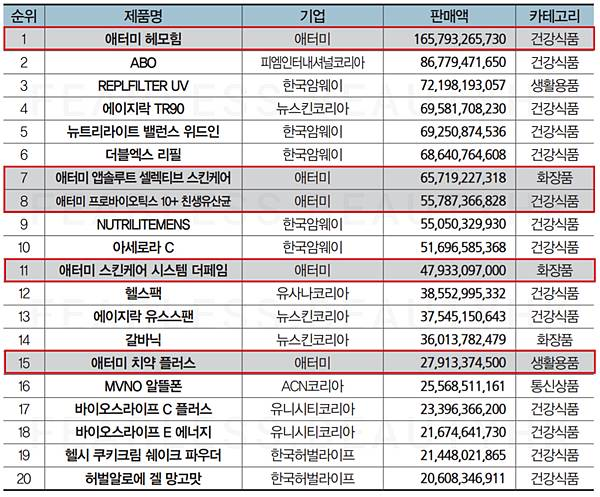 순위 제품명 기업 판매액 카테고리
1 애터미 헤모힘 애터미 165,793,265,730 건강식품
2 ABO 피엠인터내셔널코리아 86,779,471,650 건강식품
3 REPLFILTER UV 한국암웨이 72,198,193,057 생활용품
4 에이지락 TR90 뉴스킨코리아 69,581,708,230 건강식품
5 뉴트리라이트 밸런스 위드인 한국암웨이 69,250,874,536 건강식품
6 더블엑스 리필 한국암웨이 68,640,764,608 건강식품
7 애터미 앱솔루트 셀렉티브 스킨케어 애터미 65,719,227,318 화장품
8 애터미 프로바이오틱스 10+ 친생유산균 애터미 55,787,366,828 건강식품
9 NUTRILITEMENS 한국암웨이 55,050,329,930 건강식품
10 아세로라 C 한국암웨이 51,696,585,368 건강식품
11 애터미 스킨케어 시스템 더페임 애터미 47,933,097,000 화장품
12 헬스팩 유사나코리아 38,552,995,332 건강식품
13 에이지락 유스스팬 뉴스킨코리아 37,545,150,643 건강식품
14 갈바닉 뉴스킨코리아 36,013,782,479 화장품
15 애터미 치약 플러스 애터미 27,913,374,500 생활용품
16 MVNO 알뜰폰 ACN코리아 25,568,511,161 통신상품
17 바이오스라이프 C 플러스 유니시티코리아 23,396,366,200 건강식품
18 바이오스라이프 E 에너지 유니시티코리아 21,674,641,730 건강식품
19 헬시 쿠키크림 쉐이크 파우더 한국허벌라이프 21,448,021,865 건강식품
20 허벌알로에 겔 망고맛 한국허벌라이프 20,608,346,911 건강식품